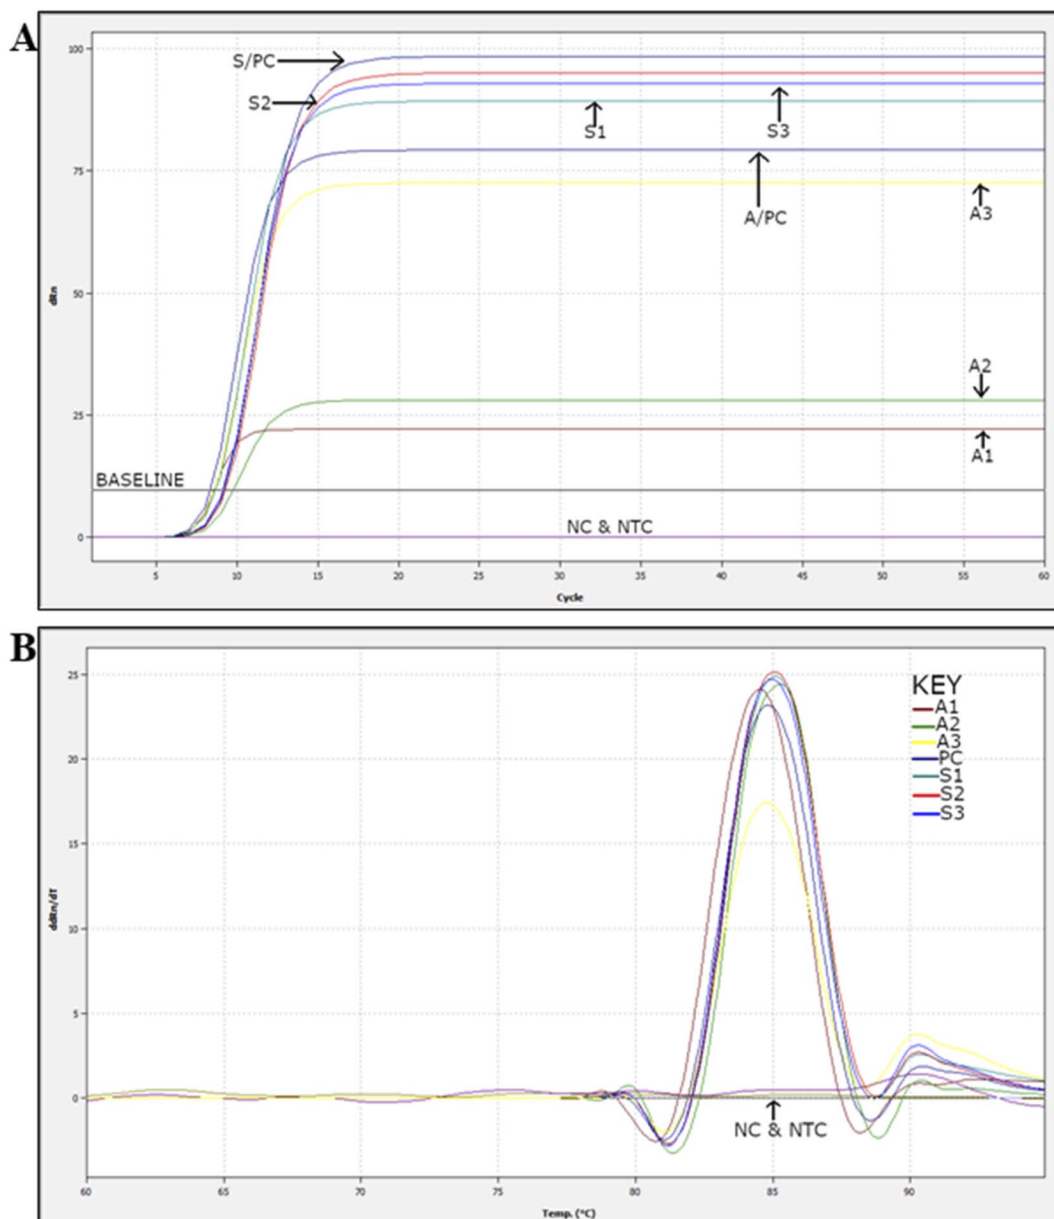 A
100
75
50
25
0
dRn
S/PC
S2
S1
S3
A/PC
A3
A2
A1
BASELINE
NC & NTC
5 10 15 20 25 30 35 40 45 50 55 60
Cycle
B
25
20
15
10
5
0
ddRn/dT
KEY
A1
A2
A3
PC
S1
S2
S3
NC & NTC
60 65 70 75 80 85 90
Temp. (°C)